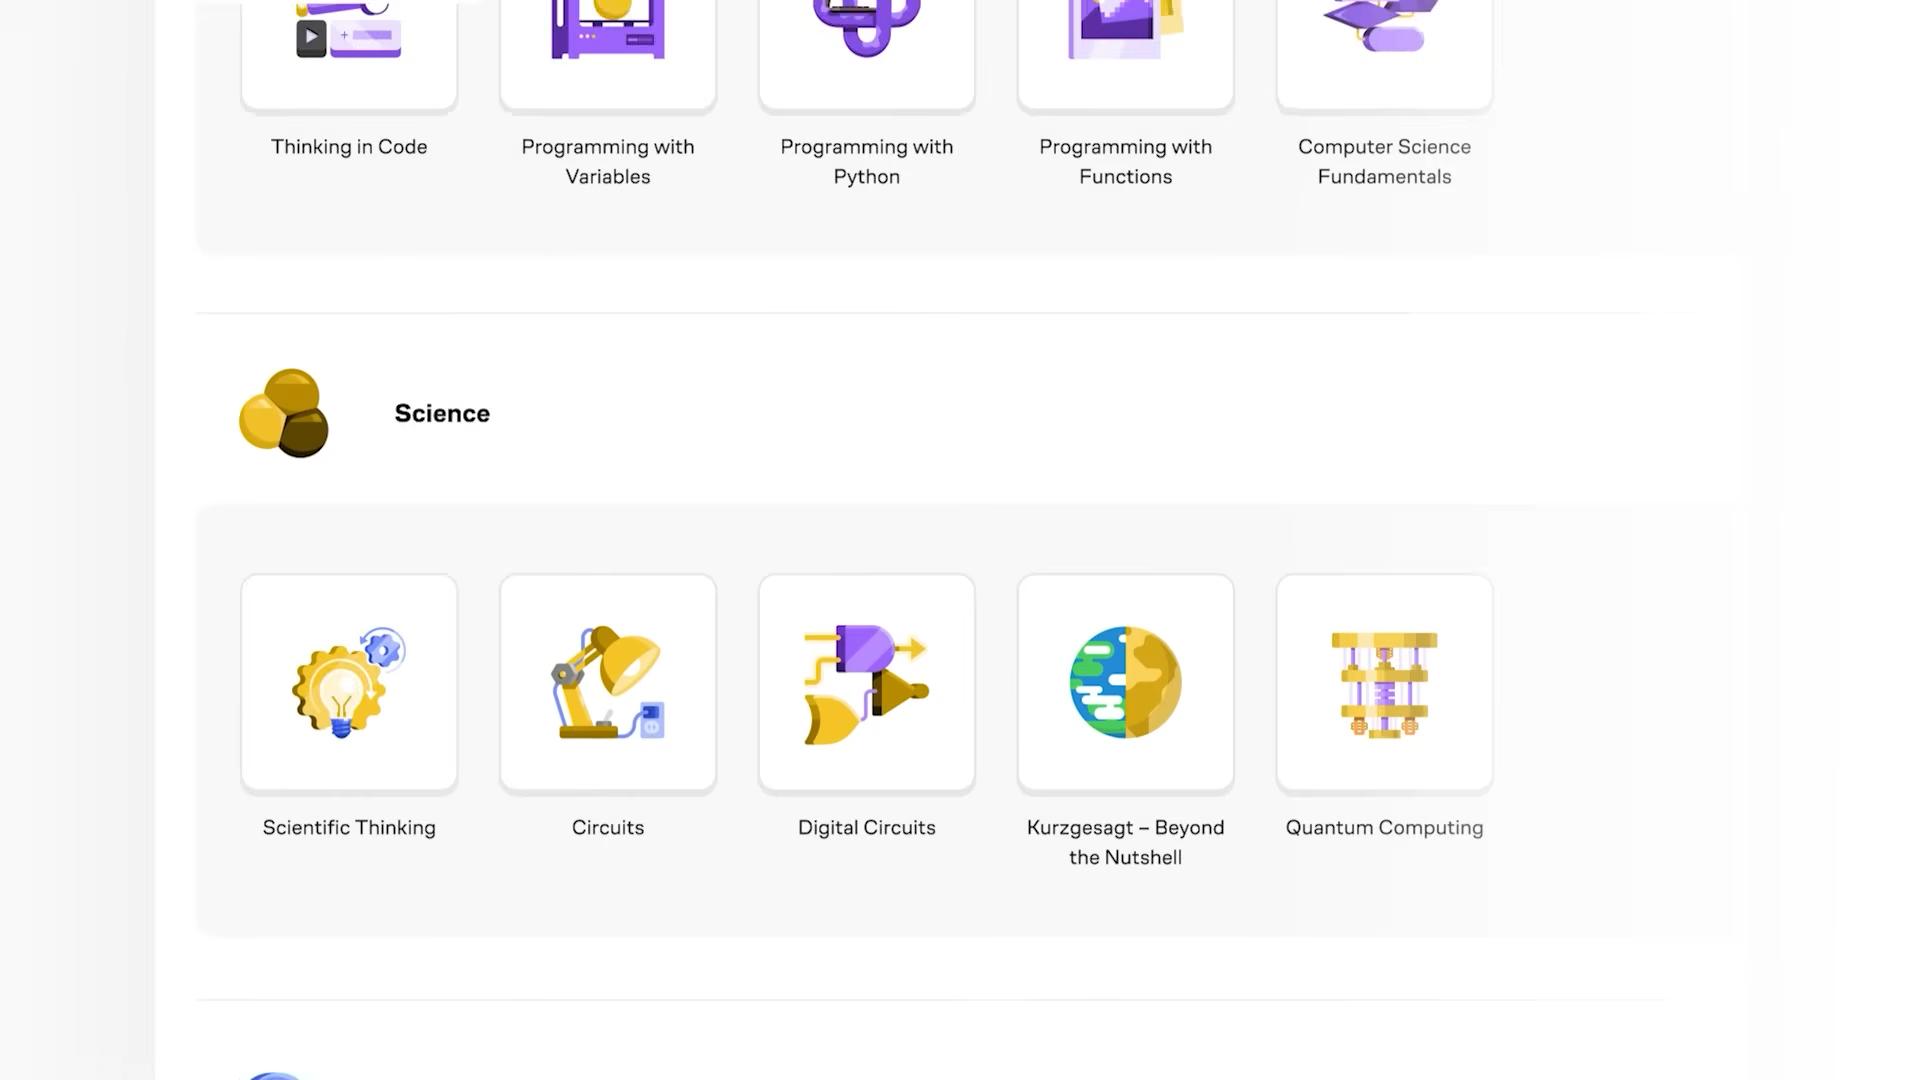 Thinking in Code
Programming with
Variables
Programming with
Python
Programming with
Functions
Computer Science
Fundamentals
Science
Scientific Thinking
Circuits
Digital Circuits
Kurzgesagt – Beyond
the Nutshell
Quantum Computing